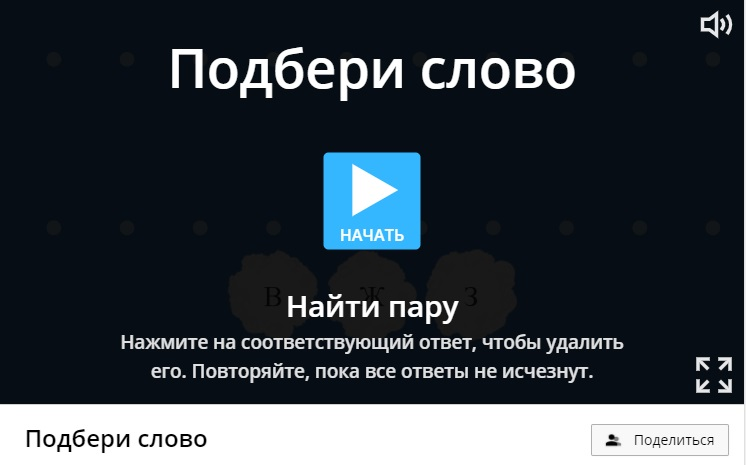 Подбери слово
НАЧАТЬ
В Ж З
Найти пару
Нажмите на соответствующий ответ, чтобы удалить
его. Повторяйте, пока все ответы не исчезнут.
Подбери слово
Поделиться